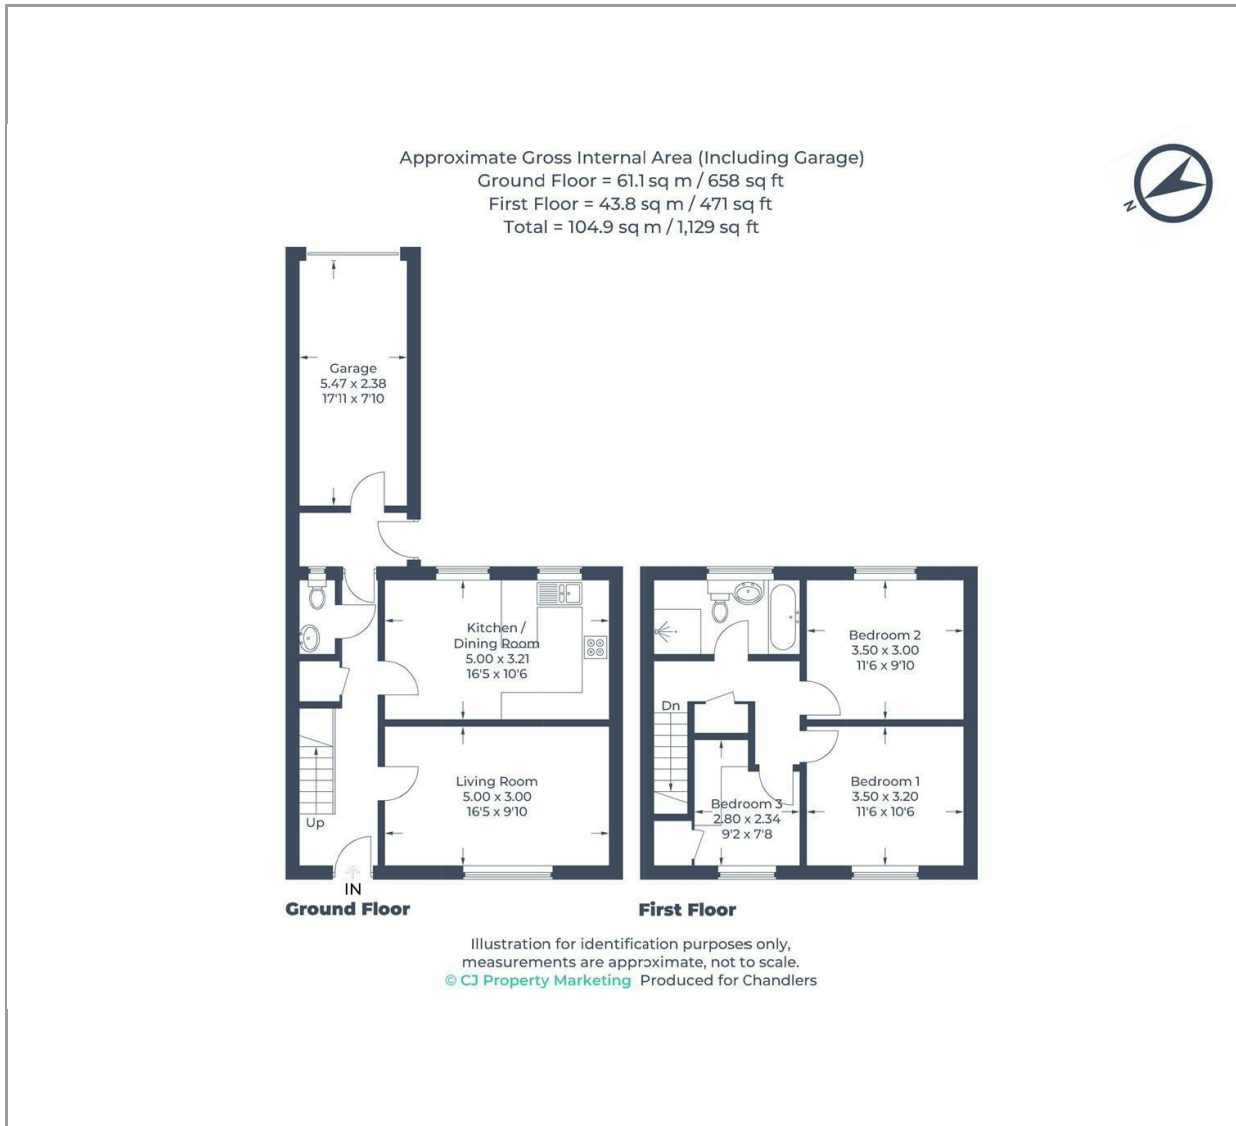 Approximate Gross Internal Area (Including Garage)
Ground Floor = 61.1 sq m / 658 sq ft
First Floor = 43.8 sq m / 471 sq ft
Total = 104.9 sq m / 1,129 sq ft
N
Garage
5.47 x 2.38
17'11 x 7'10
Kitchen /
Dining Room
5.00 x 3.21
16'5 x 10'6
Living Room
5.00 x 3.00
16'5 x 9'10
Up
IN
Ground Floor
Bedroom 2
3.50 x 3.00
11'6 x 9'10
Dn
Bedroom 3
2.80 x 2.34
9'2 x 7'8
Bedroom 1
3.50 x 3.20
11'6 x 10'6
First Floor
Illustration for identification purposes only,
measurements are approximate, not to scale.
© CJ Property Marketing Produced for Chandlers